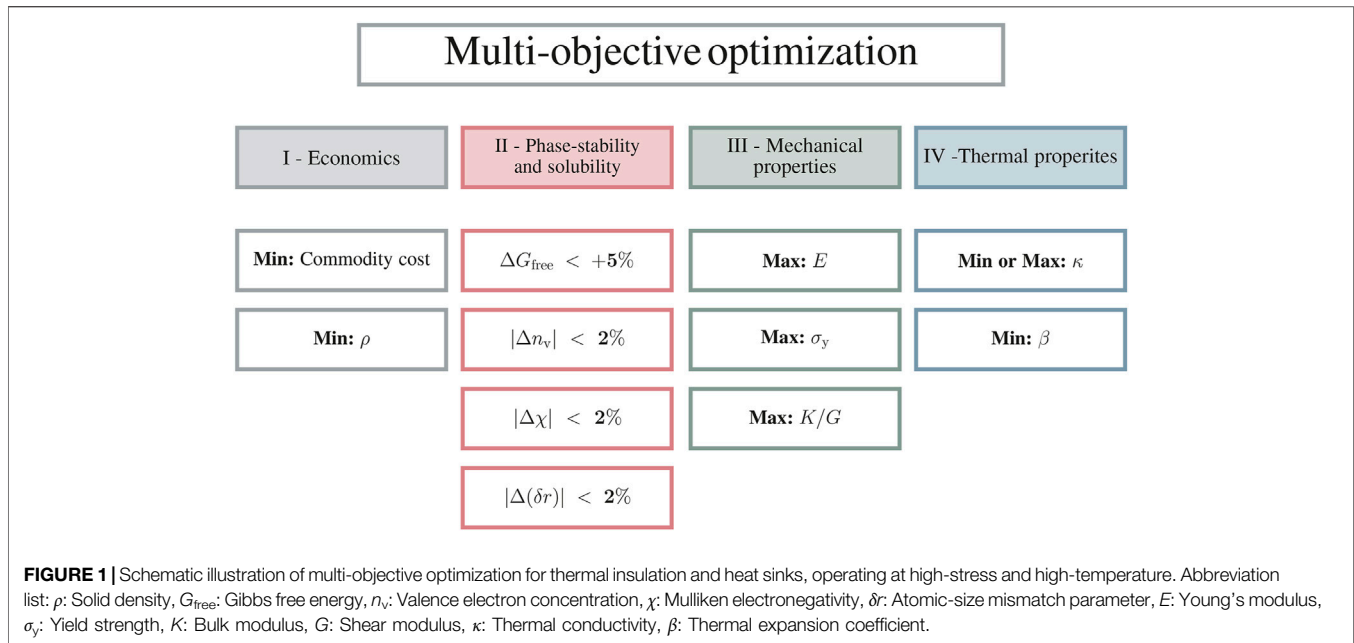 Multi-objective optimization
I - Economics
II - Phase-stability
and solubility
III - Mechanical
properties
IV -Thermal properites
Min: Commodity cost
ΔG_free < +5%
Max: E
Min or Max: κ
Min: ρ
|Δn_v| < 2%
Max: σ_y
Min: β
|Δχ| < 2%
Max: K/G
|Δ(δr)| < 2%
FIGURE 1 | Schematic illustration of multi-objective optimization for thermal insulation and heat sinks, operating at high-stress and high-temperature. Abbreviation
list: ρ: Solid density, G_free: Gibbs free energy, n_v: Valence electron concentration, χ: Mulliken electronegativity, δr: Atomic-size mismatch parameter, E: Young's modulus,
σ_y: Yield strength, K: Bulk modulus, G: Shear modulus, κ: Thermal conductivity, β: Thermal expansion coefficient.